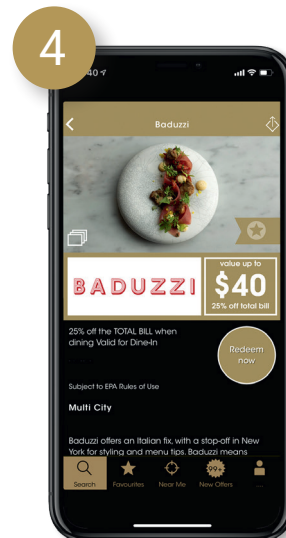 4
40
Baduzzi
BADUZZI
value up to
$40
25% off total bill
25% off the TOTAL BILL when
dining Valid for Dine-In
Redeem
now
Subject to EPA Rules of Use
Multi City
Baduzzi offers an Italian fix, with a stop-off in New
York for styling and menu tips. Baduzzi means
99+
Search Favourites Near Me New Offers